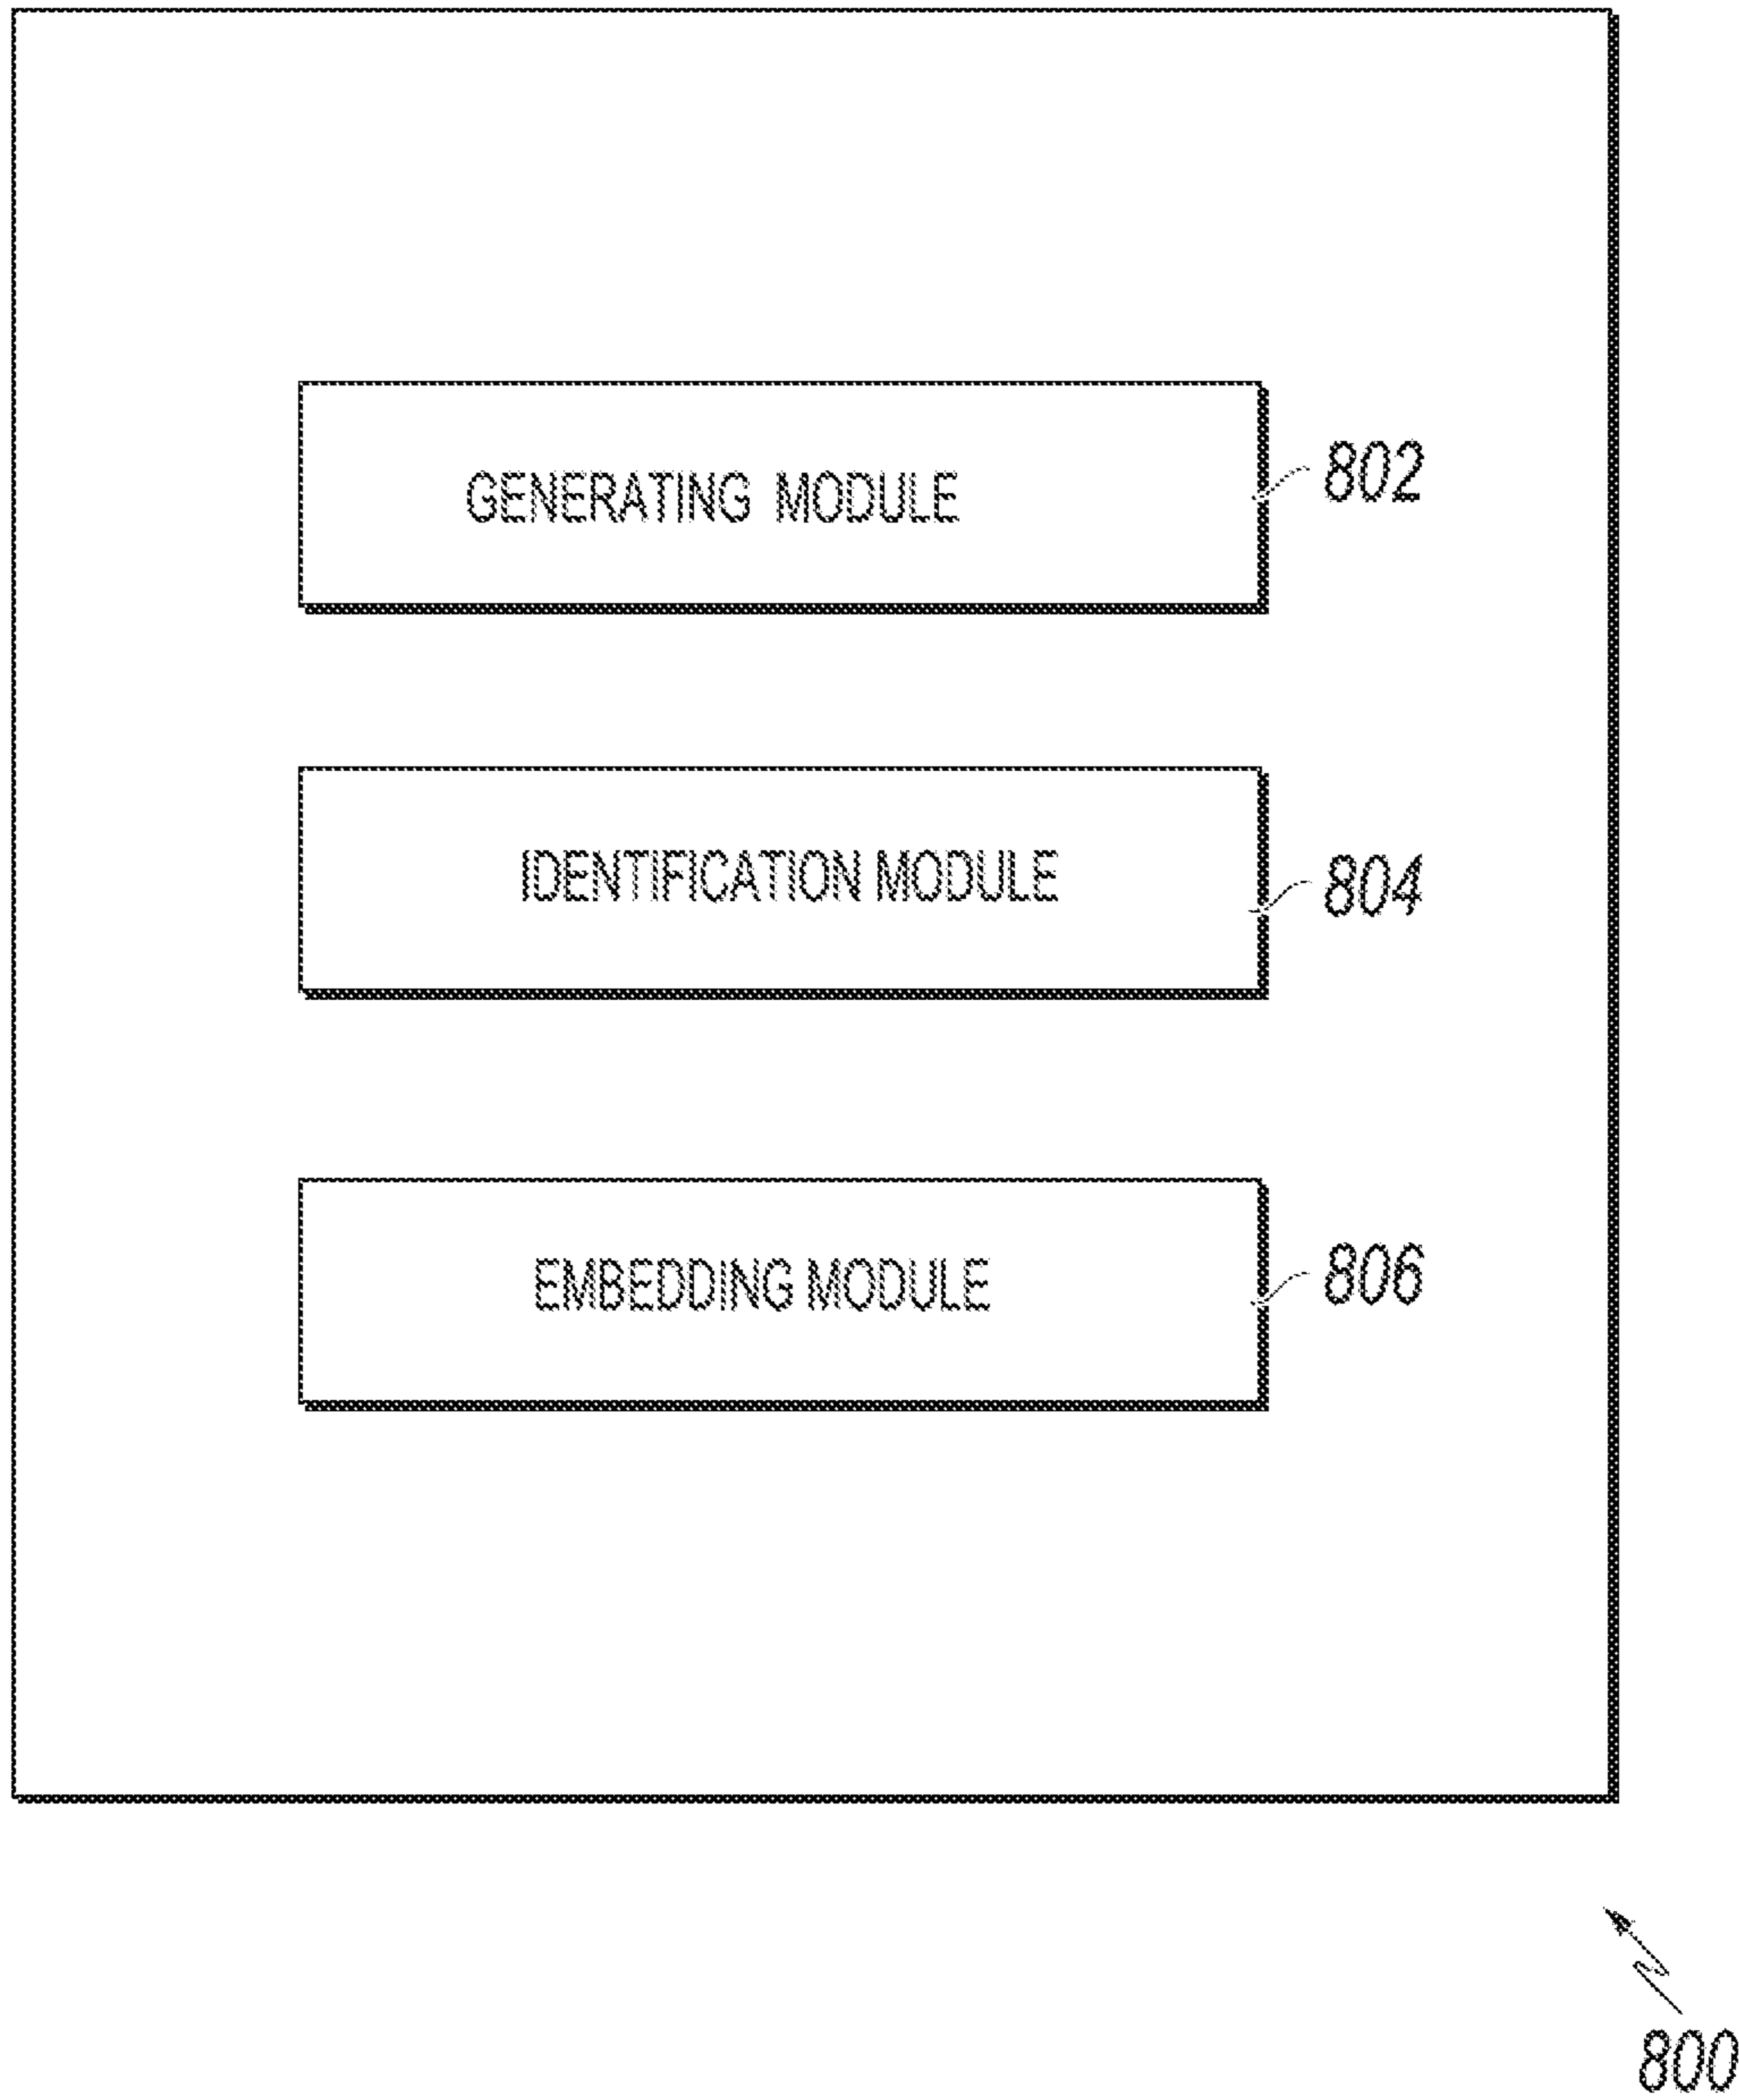 GENERATING MODULE
802
IDENTIFICATION MODULE
804
EMBEDDING MODULE
806
800